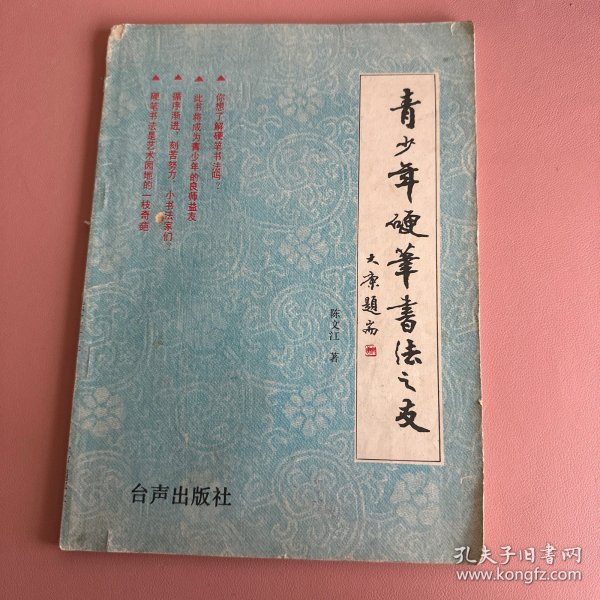 青少年硬筆書法之友
大康題耑
陈文江 著
▲你想了解硬笔书法吗？
▲此书将成为青少年的良师益友
▲循序渐进，刻苦努力，小书法家们？
▲硬笔书法是艺术园地的一枝奇葩
台声出版社
孔夫子旧书网
www.kongfz.com